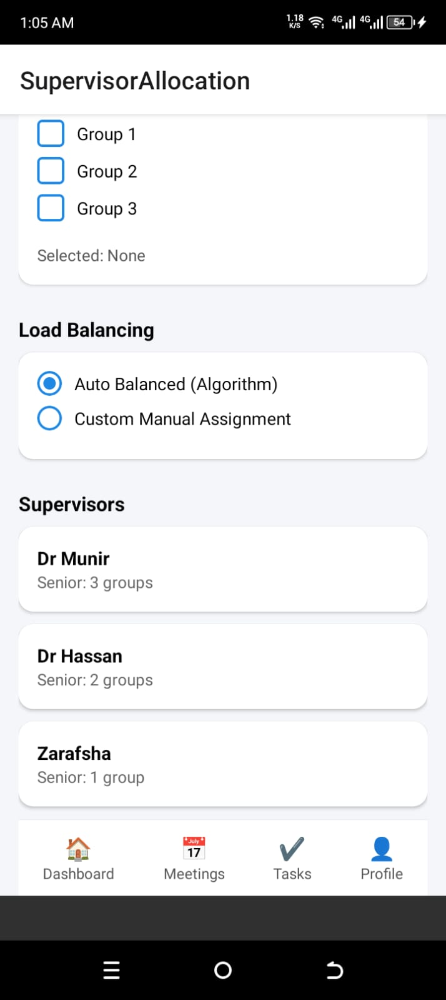 1:05 AM
1.18
K/S
4G
4G
54
SupervisorAllocation
Group 1
Group 2
Group 3
Selected: None
Load Balancing
Auto Balanced (Algorithm)
Custom Manual Assignment
Supervisors
Dr Munir
Senior: 3 groups
Dr Hassan
Senior: 2 groups
Zarafsha
Senior: 1 group
July
17
Dashboard
Meetings
Tasks
Profile